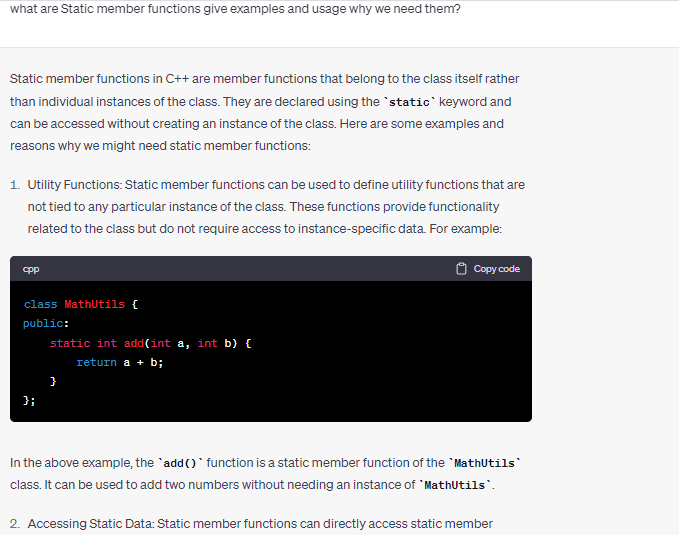 what are Static member functions give examples and usage why we need them?
Static member functions in C++ are member functions that belong to the class itself rather
than individual instances of the class. They are declared using the `static` keyword and
can be accessed without creating an instance of the class. Here are some examples and
reasons why we might need static member functions:
1. Utility Functions: Static member functions can be used to define utility functions that are
not tied to any particular instance of the class. These functions provide functionality
related to the class but do not require access to instance-specific data. For example:
cpp Copy code
class MathUtils {
public:
static int add(int a, int b) {
return a + b;
}
};
In the above example, the `add()` function is a static member function of the `MathUtils`
class. It can be used to add two numbers without needing an instance of `MathUtils`.
2. Accessing Static Data: Static member functions can directly access static member